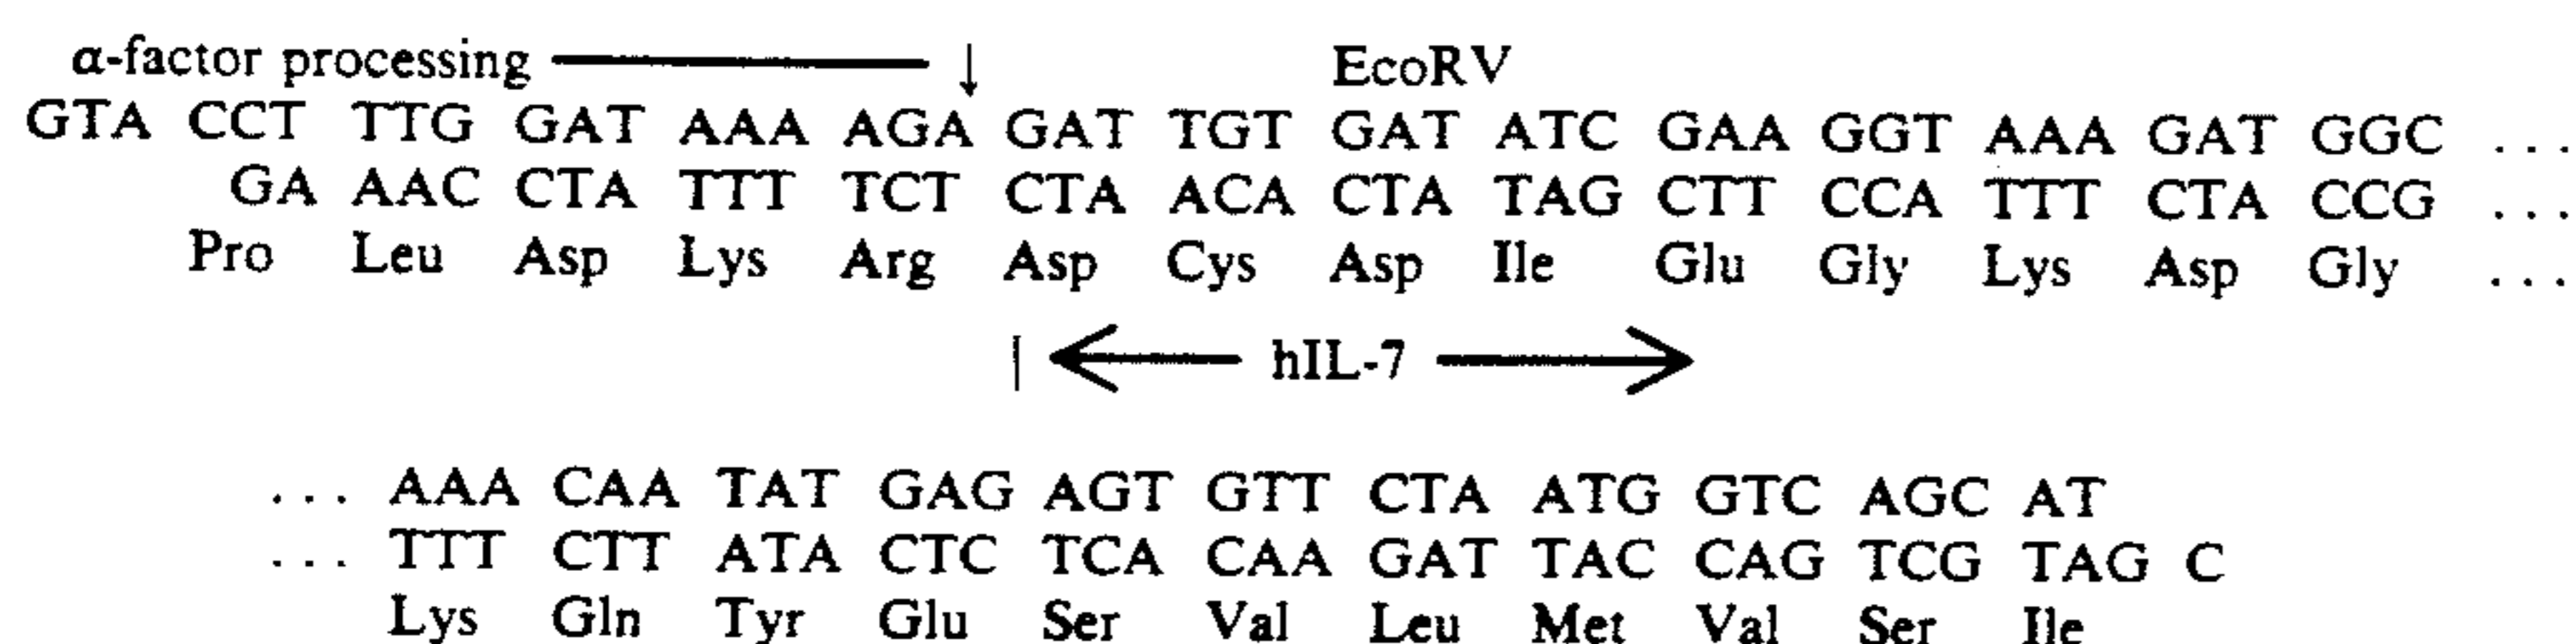 α-factor processing ↓ EcoRV
GTA CCT TTG GAT AAA AGA GAT TGT GAT ATC GAA GGT AAA GAT GGC ...
GA AAC CTA TTT TCT CTA ACA CTA TAG CTT CCA TTT CTA CCG ...
Pro Leu Asp Lys Arg Asp Cys Asp Ile Glu Gly Lys Asp Gly ...
| ← hIL-7 →
... AAA CAA TAT GAG AGT GTT CTA ATG GTC AGC AT
... TTT CTT ATA CTC TCA CAA GAT TAC CAG TCG TAG C
Lys Gln Tyr Glu Ser Val Leu Met Val Ser Ile